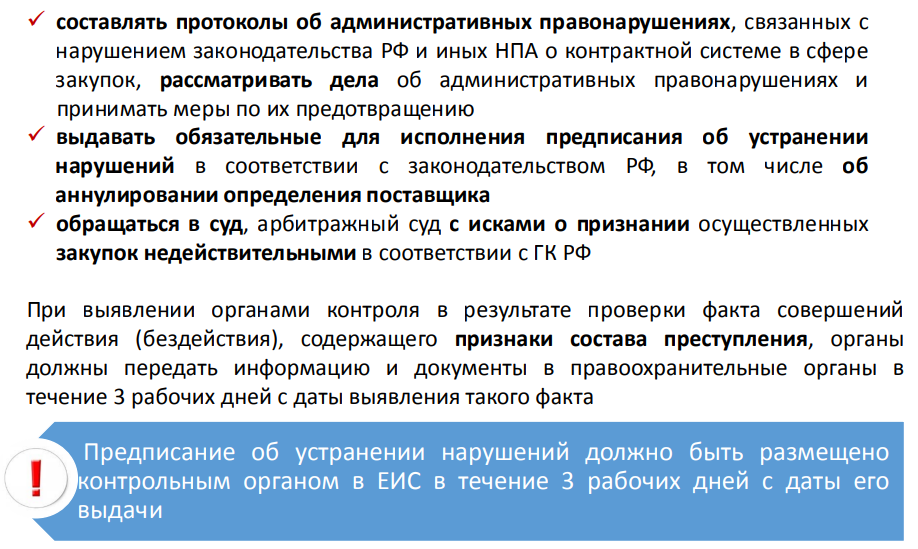 составлять протоколы об административных правонарушениях, связанных с
нарушением законодательства РФ и иных НПА о контрактной системе в сфере
закупок, рассматривать дела об административных правонарушениях и
принимать меры по их предотвращению
выдавать обязательные для исполнения предписания об устранении
нарушений в соответствии с законодательством РФ, в том числе об
аннулировании определения поставщика
обращаться в суд, арбитражный суд с исками о признании осуществленных
закупок недействительными в соответствии с ГК РФ
При выявлении органами контроля в результате проверки факта совершений
действия (бездействия), содержащего признаки состава преступления, органы
должны передать информацию и документы в правоохранительные органы в
течение 3 рабочих дней с даты выявления такого факта
Предписание об устранении нарушений должно быть размещено
контрольным органом в ЕИС в течение 3 рабочих дней с даты его
выдачи